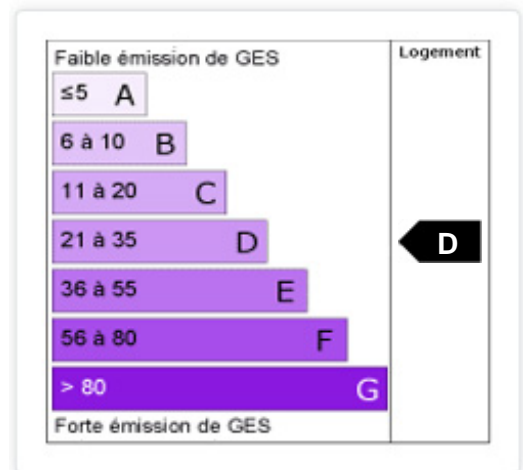 Faible émission de GES
Logement
≤5 A
6 à 10 B
11 à 20 C
21 à 35 D
D
36 à 55 E
56 à 80 F
> 80 G
Forte émission de GES